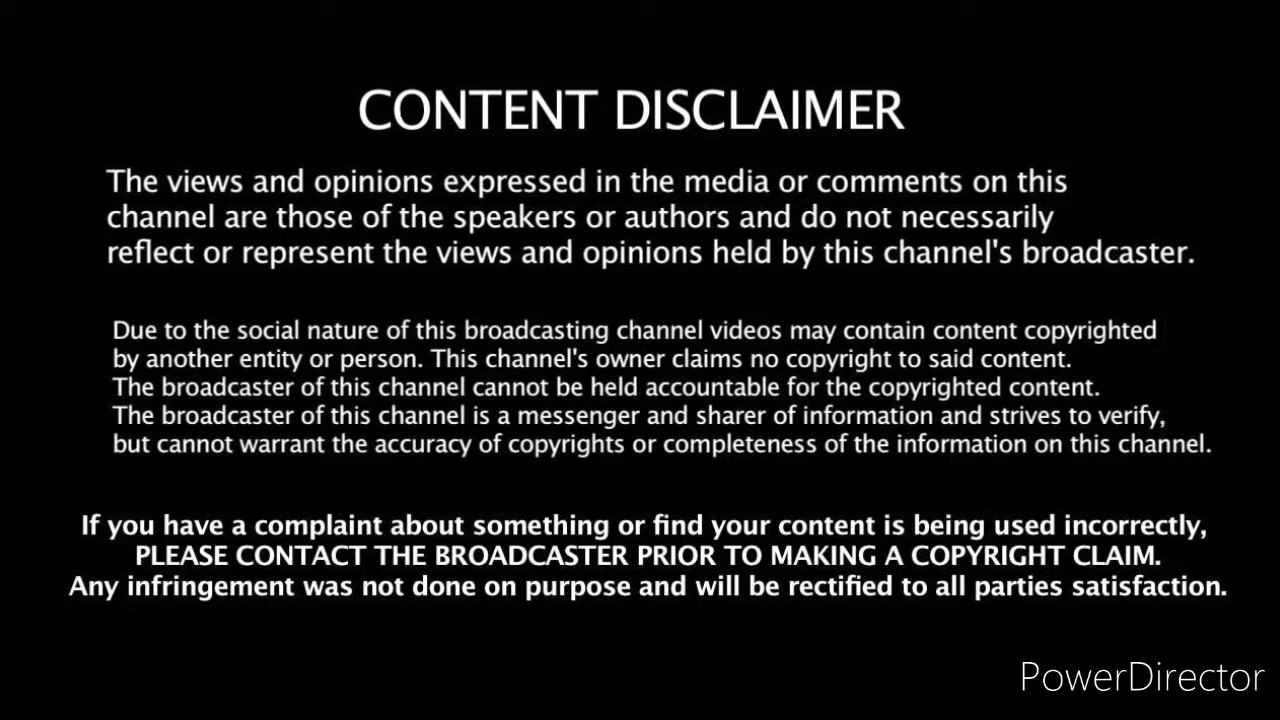 CONTENT DISCLAIMER
The views and opinions expressed in the media or comments on this
channel are those of the speakers or authors and do not necessarily
reflect or represent the views and opinions held by this channel's broadcaster.
Due to the social nature of this broadcasting channel videos may contain content copyrighted
by another entity or person. This channel's owner claims no copyright to said content.
The broadcaster of this channel cannot be held accountable for the copyrighted content.
The broadcaster of this channel is a messenger and sharer of information and strives to verify,
but cannot warrant the accuracy of copyrights or completeness of the information on this channel.
If you have a complaint about something or find your content is being used incorrectly,
PLEASE CONTACT THE BROADCASTER PRIOR TO MAKING A COPYRIGHT CLAIM.
Any infringement was not done on purpose and will be rectified to all parties satisfaction.
PowerDirector